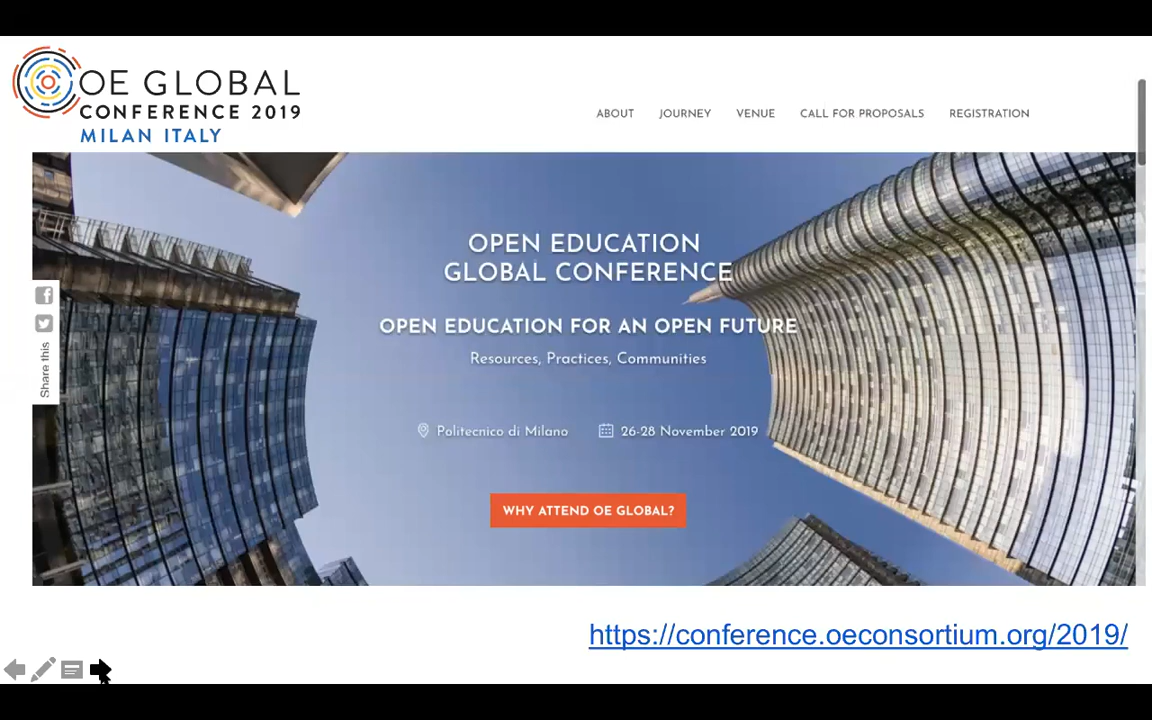 OE GLOBAL
CONFERENCE 2019
MILAN ITALY
ABOUT JOURNEY VENUE CALL FOR PROPOSALS REGISTRATION
OPEN EDUCATION
GLOBAL CONFERENCE
OPEN EDUCATION FOR AN OPEN FUTURE
Resources, Practices, Communities
Politecnico di Milano 26-28 November 2019
WHY ATTEND OE GLOBAL?
Share this
https://conference.oeconsortium.org/2019/